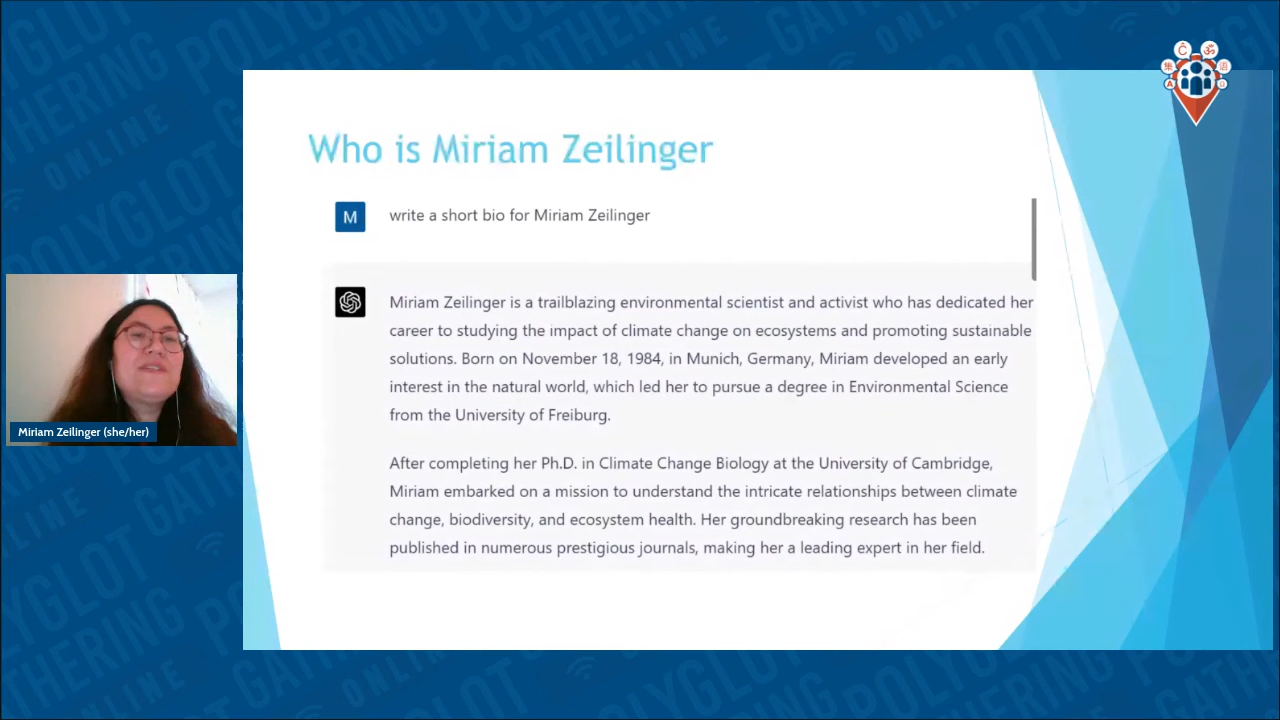 Who is Miriam Zeilinger
M
write a short bio for Miriam Zeilinger
Miriam Zeilinger is a trailblazing environmental scientist and activist who has dedicated her
career to studying the impact of climate change on ecosystems and promoting sustainable
solutions. Born on November 18, 1984, in Munich, Germany, Miriam developed an early
interest in the natural world, which led her to pursue a degree in Environmental Science
from the University of Freiburg.
After completing her Ph.D. in Climate Change Biology at the University of Cambridge,
Miriam embarked on a mission to understand the intricate relationships between climate
change, biodiversity, and ecosystem health. Her groundbreaking research has been
published in numerous prestigious journals, making her a leading expert in her field.
Miriam Zeilinger (she/her)
POLYGLOT
GATHERING
ONLINE